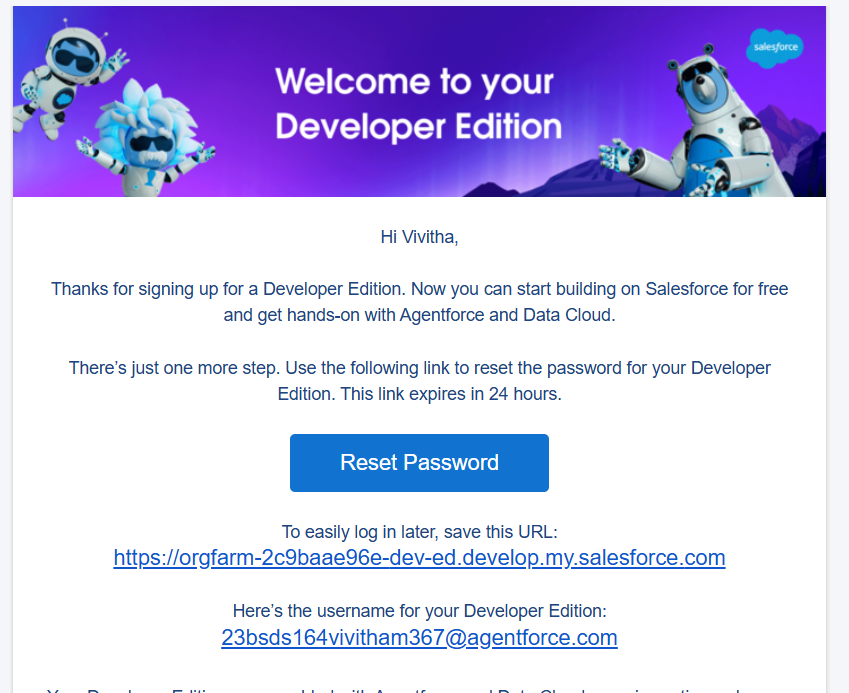 salesforce
Welcome to your
Developer Edition
Hi Vivitha,
Thanks for signing up for a Developer Edition. Now you can start building on Salesforce for free
and get hands-on with Agentforce and Data Cloud.
There's just one more step. Use the following link to reset the password for your Developer
Edition. This link expires in 24 hours.
Reset Password
To easily log in later, save this URL:
https://orgfarm-2c9baae96e-dev-ed.develop.my.salesforce.com
Here's the username for your Developer Edition:
23bsds164vivitham367@agentforce.com